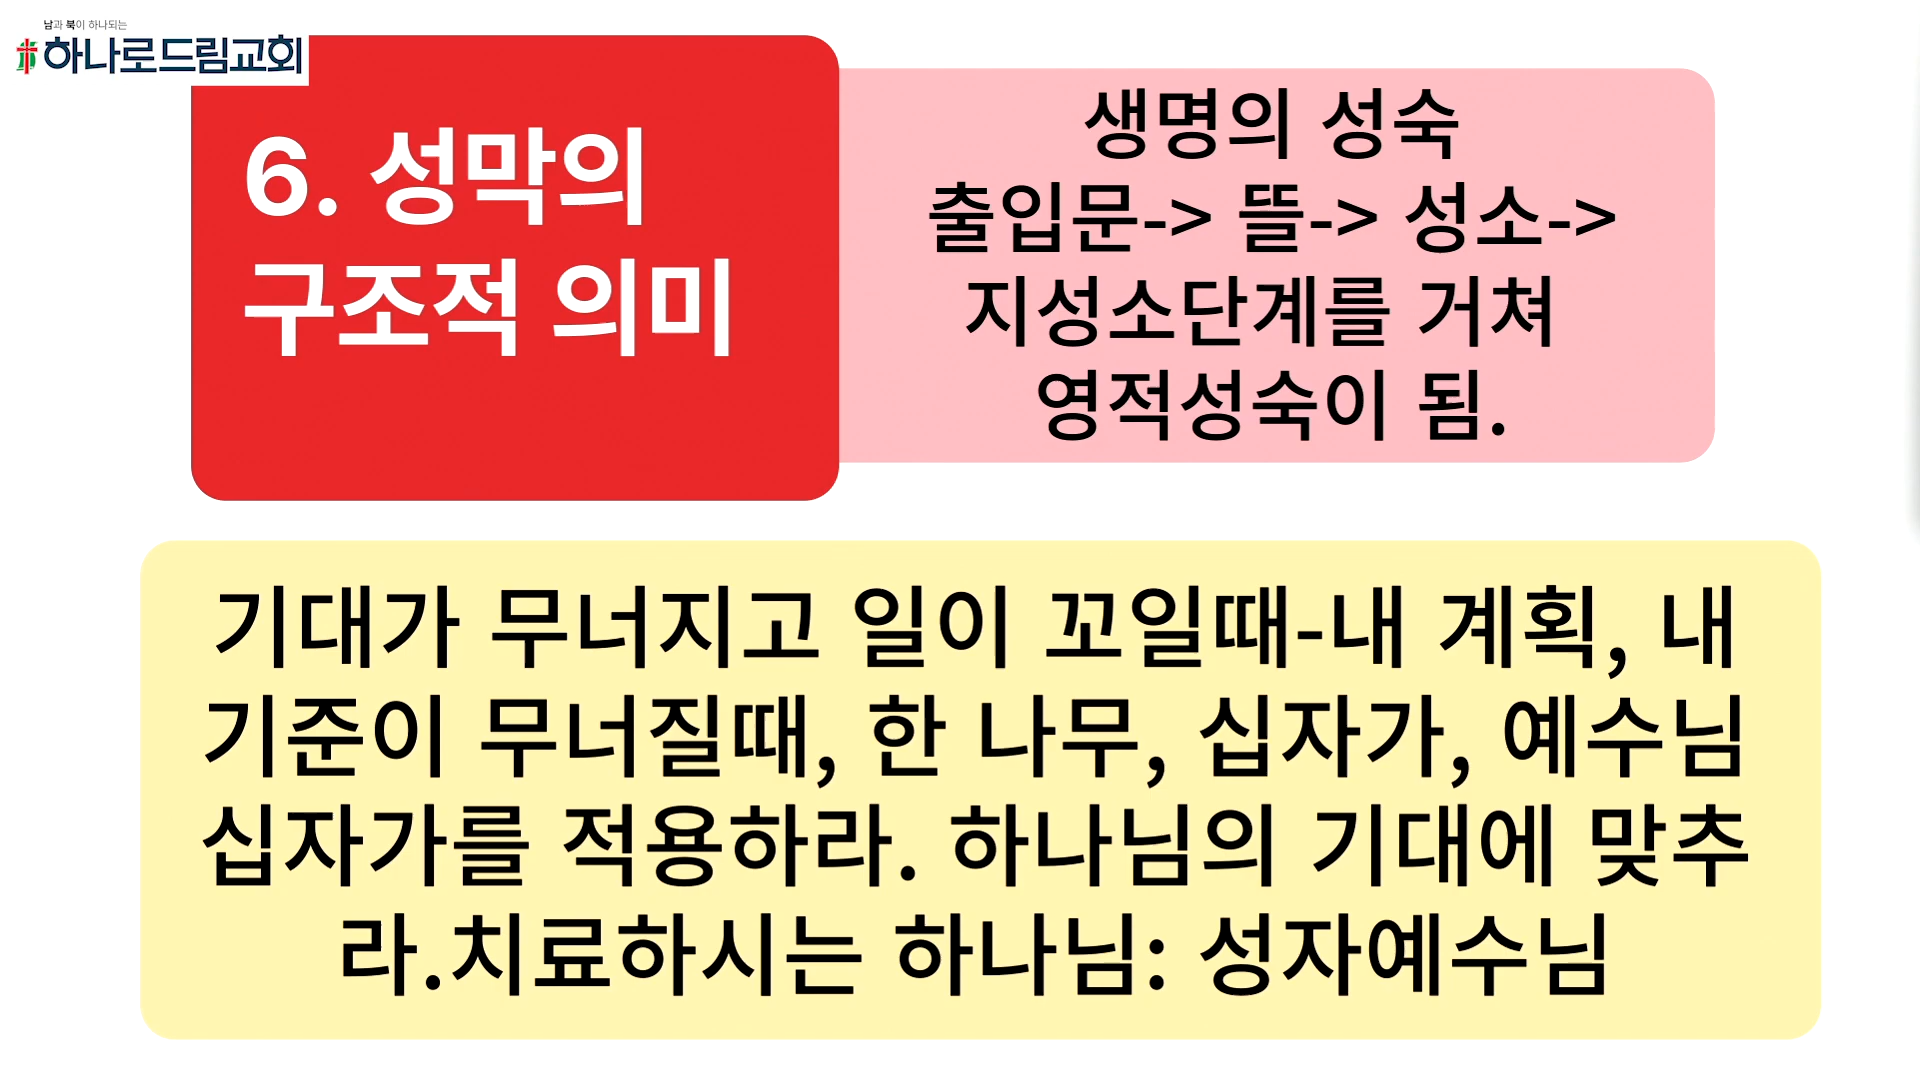 남과 북이 하나되는
하나로드림교회
6. 성막의
구조적 의미
생명의 성숙
출입문-> 뜰-> 성소->
지성소단계를 거쳐
영적성숙이 됨.
기대가 무너지고 일이 꼬일때-내 계획, 내
기준이 무너질때, 한 나무, 십자가, 예수님
십자가를 적용하라. 하나님의 기대에 맞추
라.치료하시는 하나님: 성자예수님